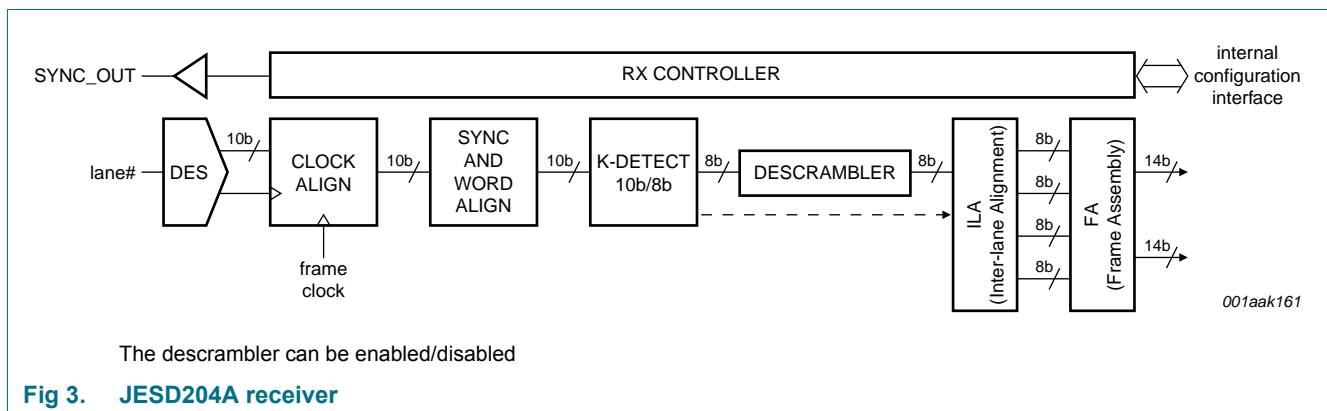 SYNC_OUT
RX CONTROLLER
internal
configuration
interface
lane#
DES
10b
CLOCK
ALIGN
frame
clock
10b
SYNC
AND
WORD
ALIGN
10b
K-DETECT
10b/8b
8b
DESCRAMBLER
8b
ILA
(Inter-lane Alignment)
8b
8b
8b
8b
FA
(Frame Assembly)
14b
14b
001aak161
The descrambler can be enabled/disabled
Fig 3. JESD204A receiver